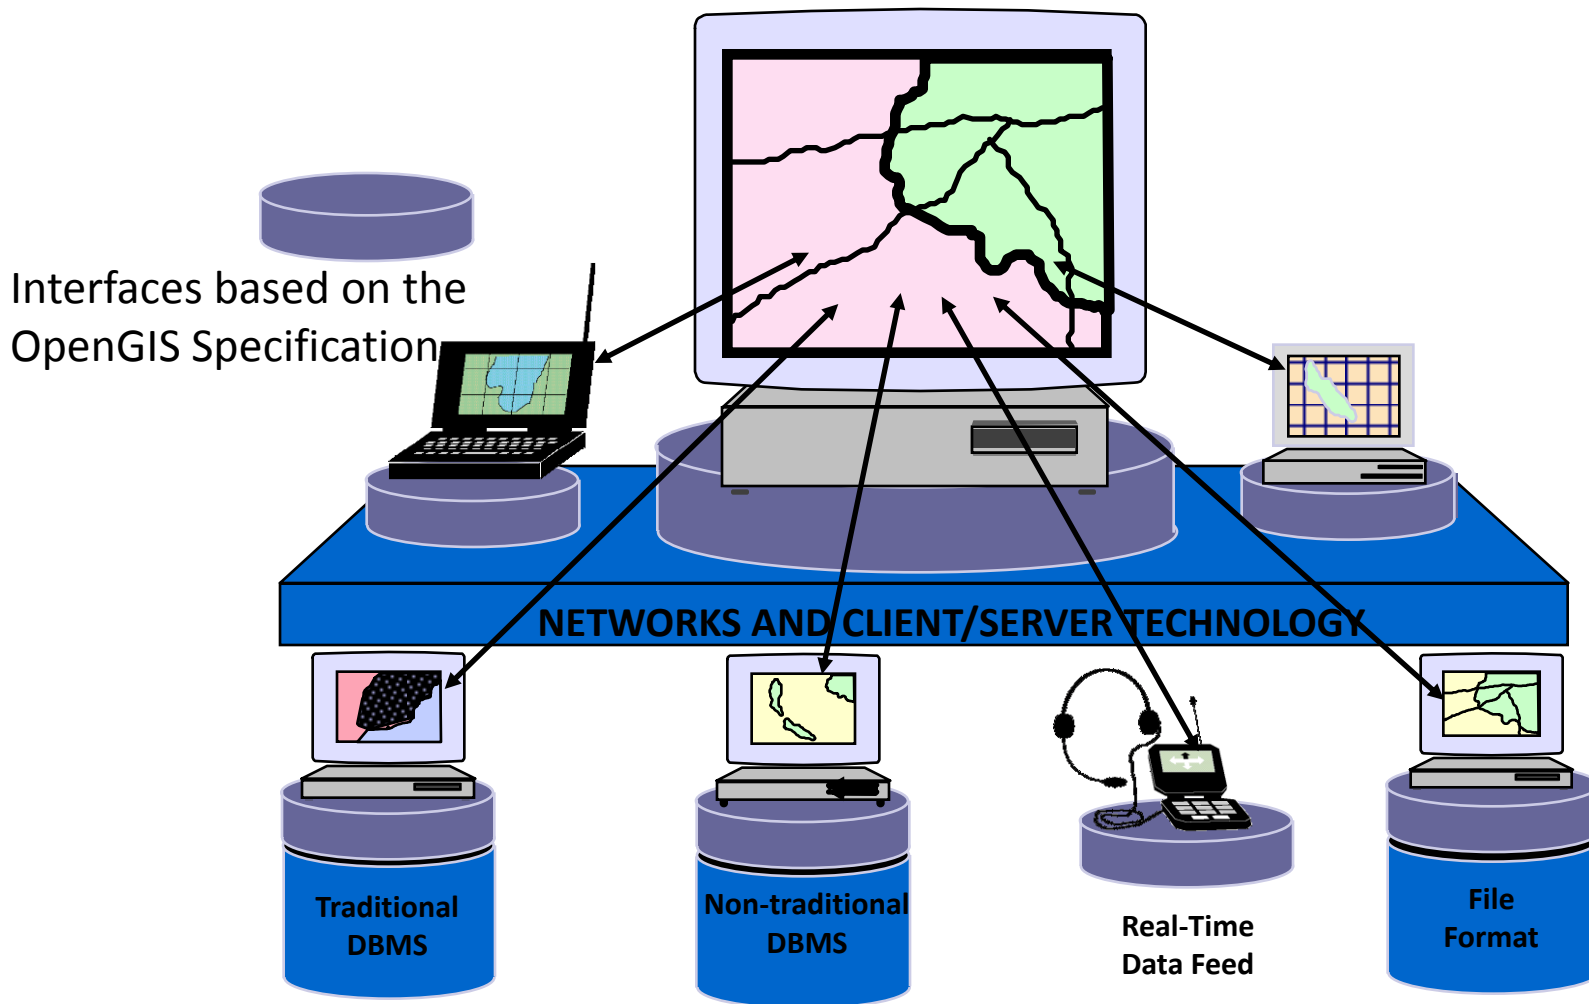 Interfaces based on the
OpenGIS Specification
NETWORKS AND CLIENT/SERVER TECHNOLOGY
Traditional
DBMS
Non-traditional
DBMS
Real-Time
Data Feed
File
Format